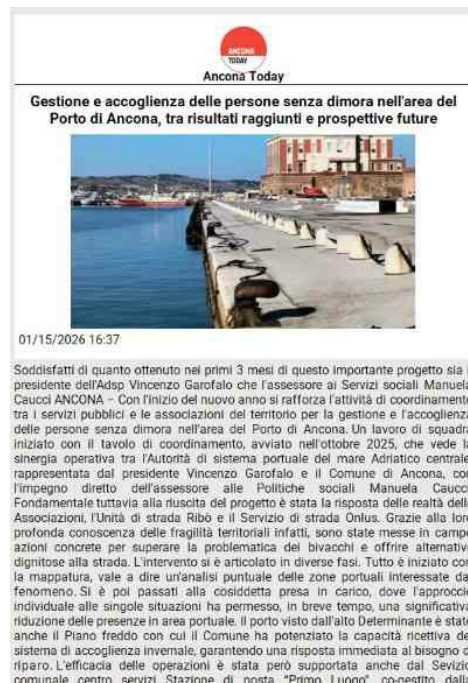 ANCONA
TODAY
Ancona Today
Gestione e accoglienza delle persone senza dimora nell'area del
Porto di Ancona, tra risultati raggiunti e prospettive future
01/15/2026 16:37
Soddisfatti di quanto ottenuto nei primi 3 mesi di questo importante progetto sia i
presidente dell'Adsp Vincenzo Garofalo che l'assessore ai Servizi sociali Manuela
Caucci ANCONA – Con l'inizio del nuovo anno si rafforza l'attività di coordinamento
tra i servizi pubblici e le associazioni del territorio per la gestione e l'accoglienza
delle persone senza dimora nell'area del Porto di Ancona. Un lavoro di squadra
iniziato con il tavolo di coordinamento, avviato nell'ottobre 2025, che vede la
sinergia operativa tra l'Autorità di sistema portuale del mare Adriatico centrale
rappresentata dal presidente Vincenzo Garofalo e il Comune di Ancona, con
l'impegno diretto dell'assessore alle Politiche sociali Manuela Caucci
Fondamentale tuttavia alla riuscita del progetto è stata la risposta delle realtà delle
Associazioni, l'Unità di strada Ribò e il Servizio di strada Onlus. Grazie alla loro
profonda conoscenza delle fragilità territoriali infatti, sono state messe in campo
azioni concrete per superare la problematica dei bivacchi e offrire alternative
dignitose alla strada. L'intervento si è articolato in diverse fasi. Tutto è iniziato con
la mappatura, vale a dire un'analisi puntuale delle zone portuali interessate dal
fenomeno. Si è poi passati alla cosiddetta presa in carico, dove l'approccio
individuale alle singole situazioni ha permesso, in breve tempo, una significativa
riduzione delle presenze in area portuale. Il porto visto dall'alto Determinante è stato
anche il Piano freddo con cui il Comune ha potenziato la capacità ricettiva del
sistema di accoglienza invernale, garantendo una risposta immediata al bisogno di
riparo. L'efficacia delle operazioni è stata però supportata anche dal Sevizio
comunale centro servizi Stazione di posta "Primo Luogo", co-gestito dalla